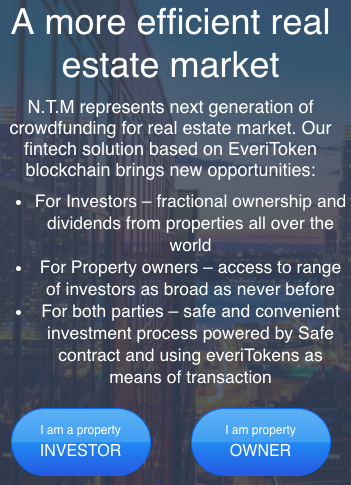 A more efficient real
estate market
N.T.M represents next generation of
crowdfunding for real estate market. Our
fintech solution based on EveriToken
blockchain brings new opportunities:
• For Investors – fractional ownership and
dividends from properties all over the
world
• For Property owners – access to range
of investors as broad as never before
• For both parties – safe and convenient
investment process powered by Safe
contract and using everiTokens as
means of transaction
I am a property
INVESTOR
I am property
OWNER